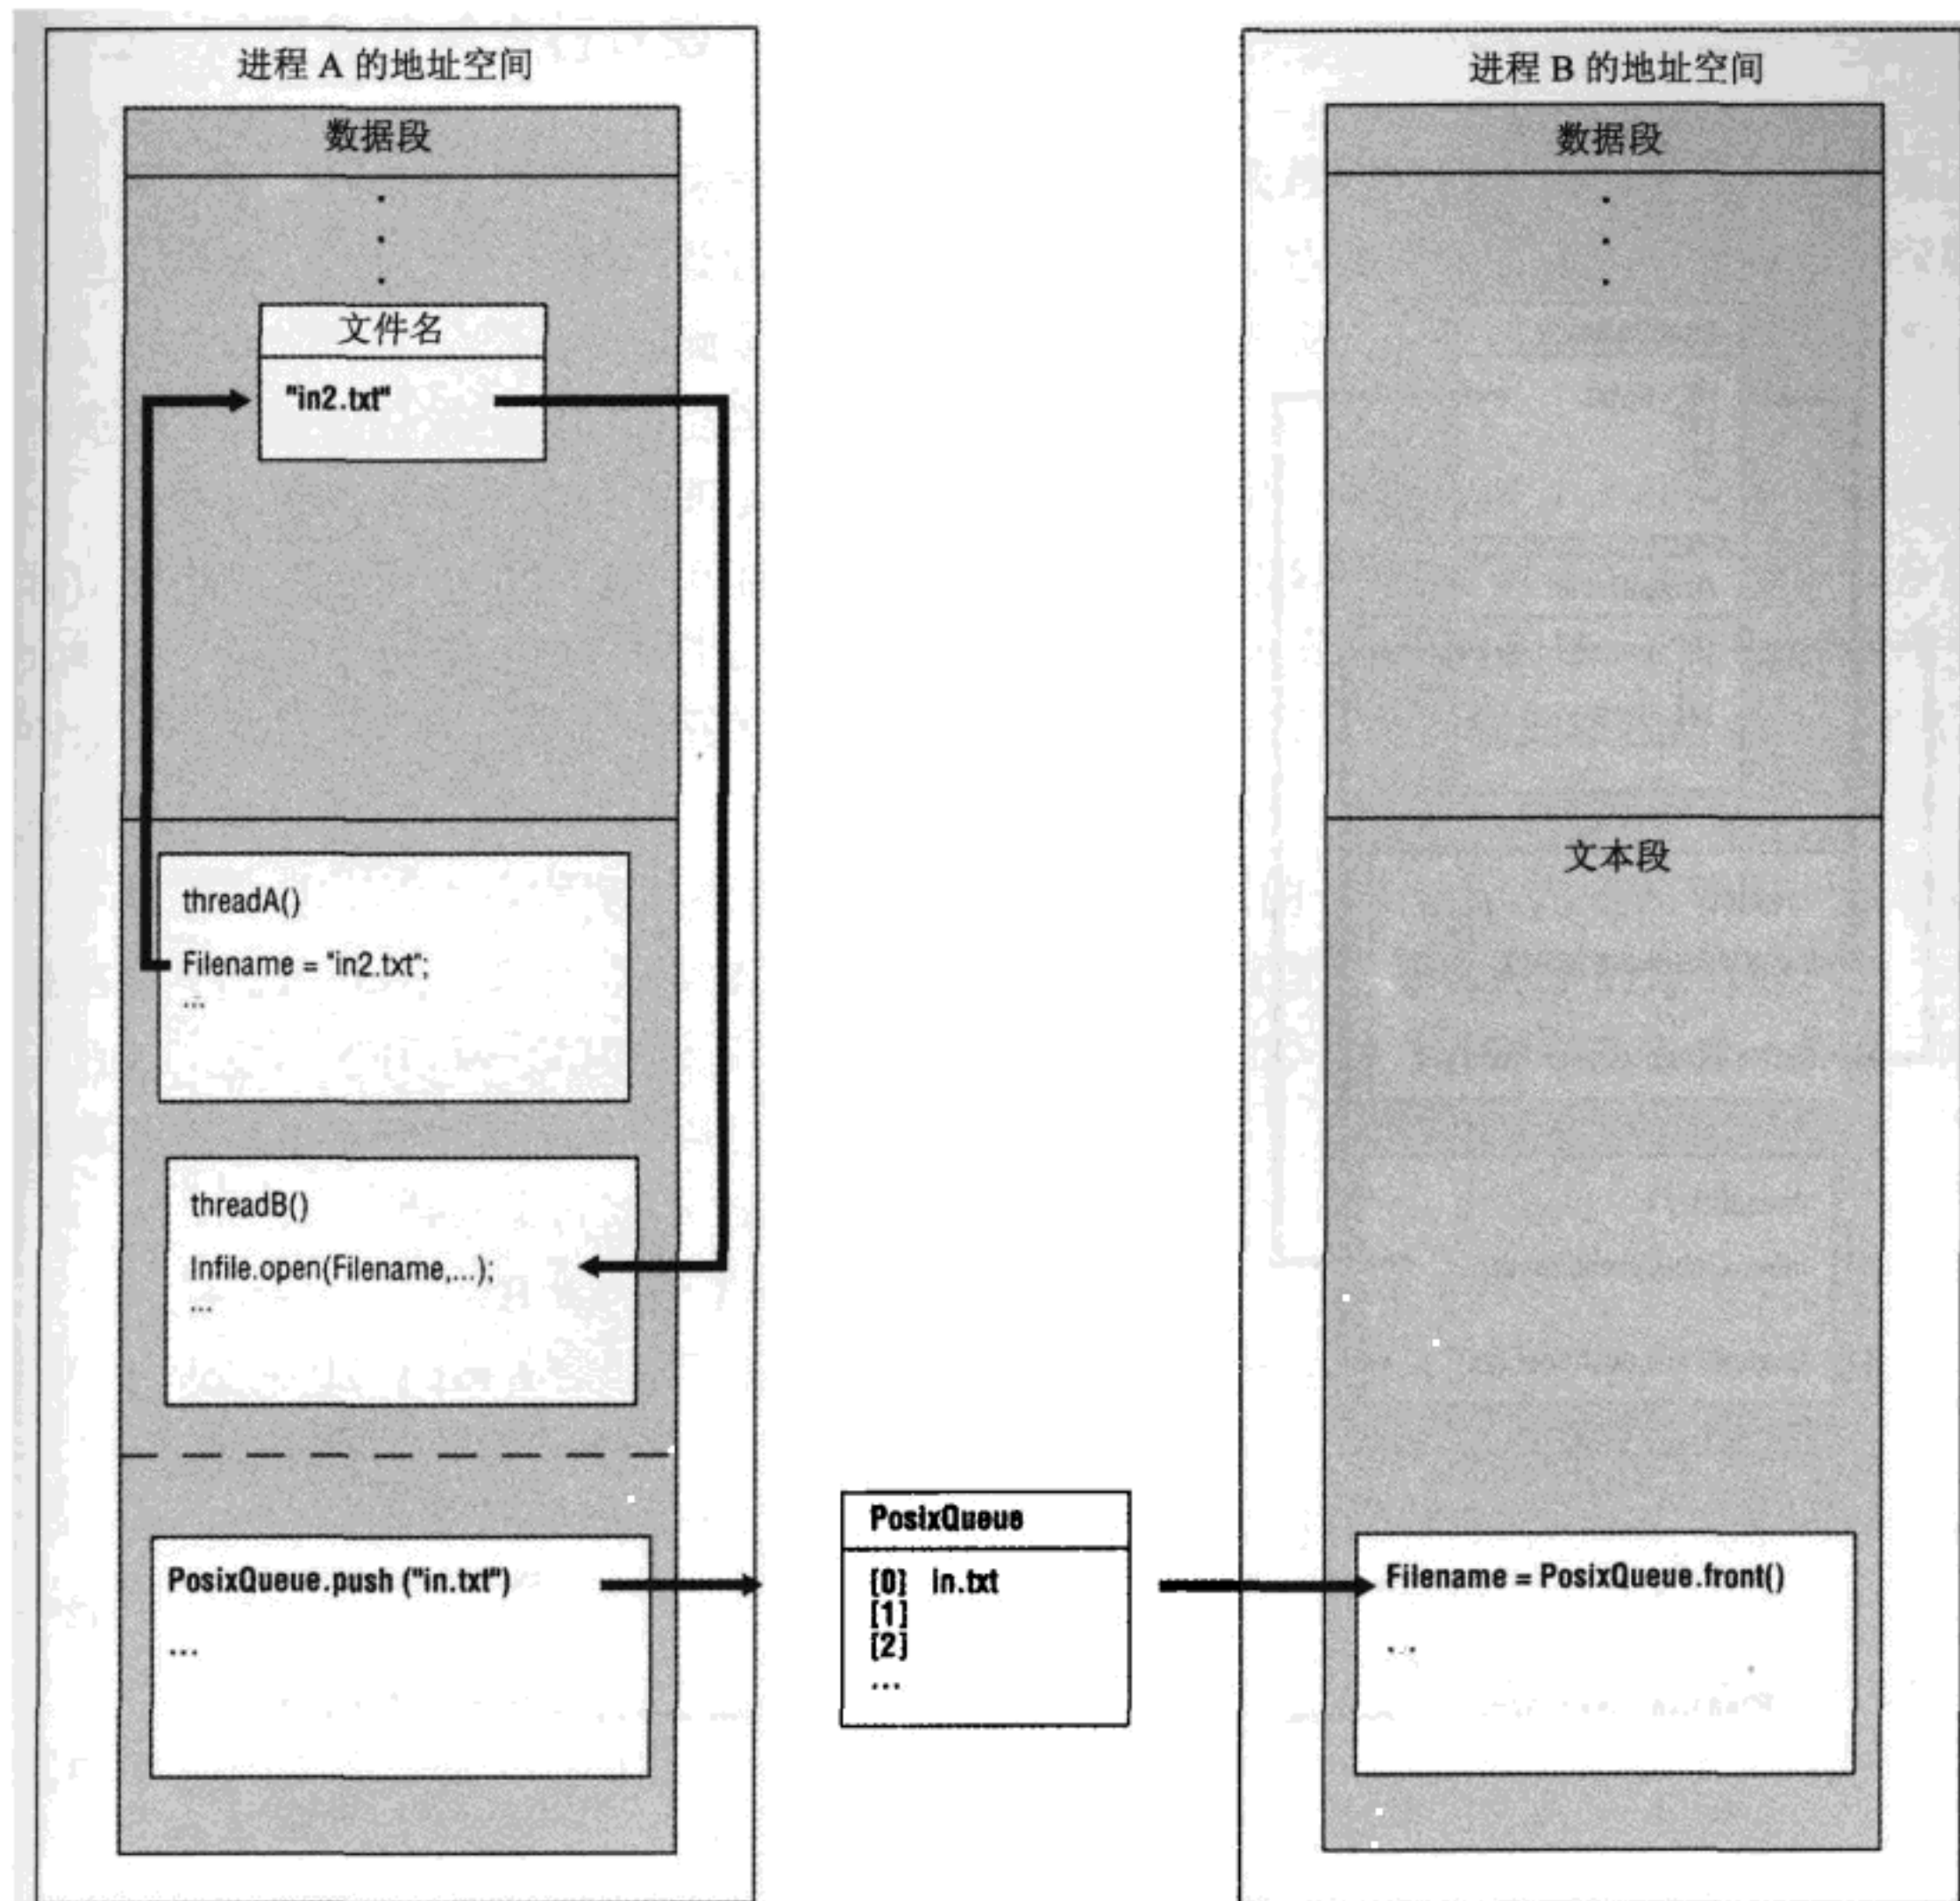 进程 A 的地址空间
数据段
.
.
.
文件名
"in2.txt"
threadA()
Filename = "in2.txt";
...
threadB()
Infile.open(Filename,...);
...
PosixQueue.push ("in.txt")
...
PosixQueue
[0] in.txt
[1]
[2]
...
进程 B 的地址空间
数据段
.
.
.
文本段
Filename = PosixQueue.front()
...